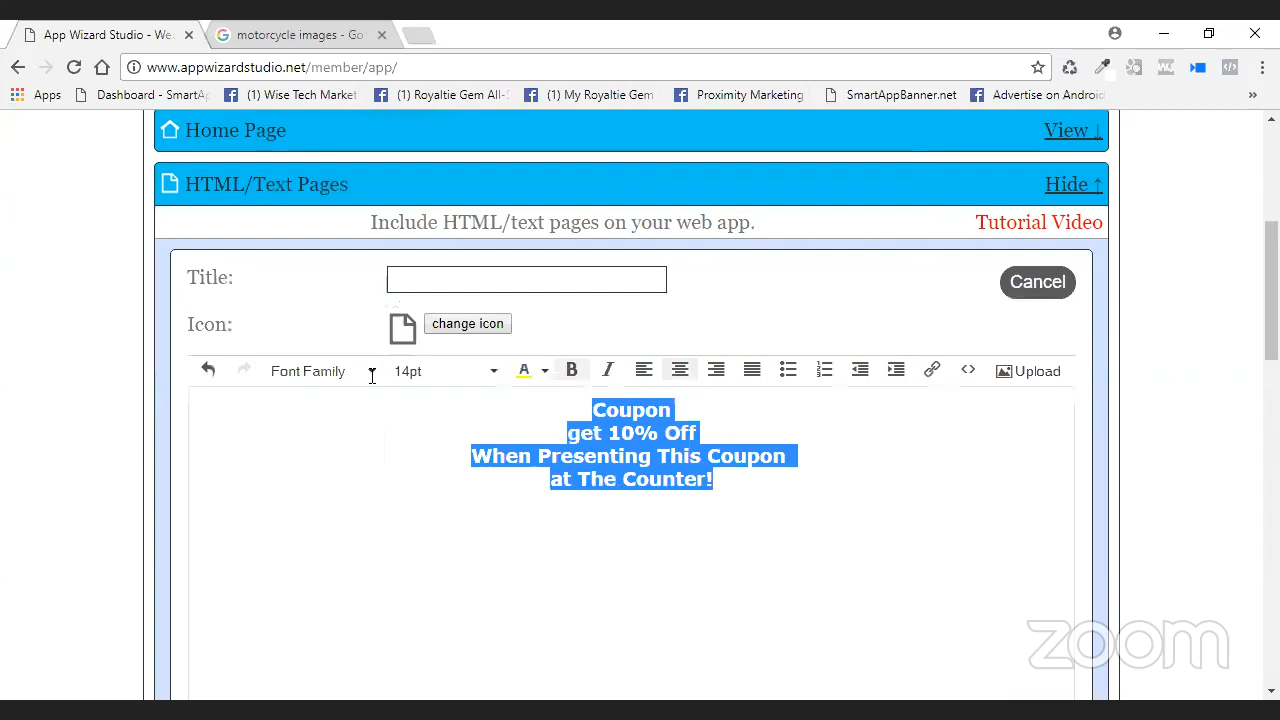 App Wizard Studio - We
motorcycle images - Go
www.appwizardstudio.net/member/app/
Apps
Dashboard - SmartA
(1) Wise Tech Market
(1) Royaltie Gem All-
(1) My Royaltie Gem
Proximity Marketing
SmartAppBanner.net
Advertise on Android
»
Home Page
View ↓
HTML/Text Pages
Hide ↑
Include HTML/text pages on your web app.
Tutorial Video
Title:
Cancel
Icon:
change icon
Font Family
14pt
A
B
I
Upload
Coupon
get 10% Off
When Presenting This Coupon
at The Counter!
zoom